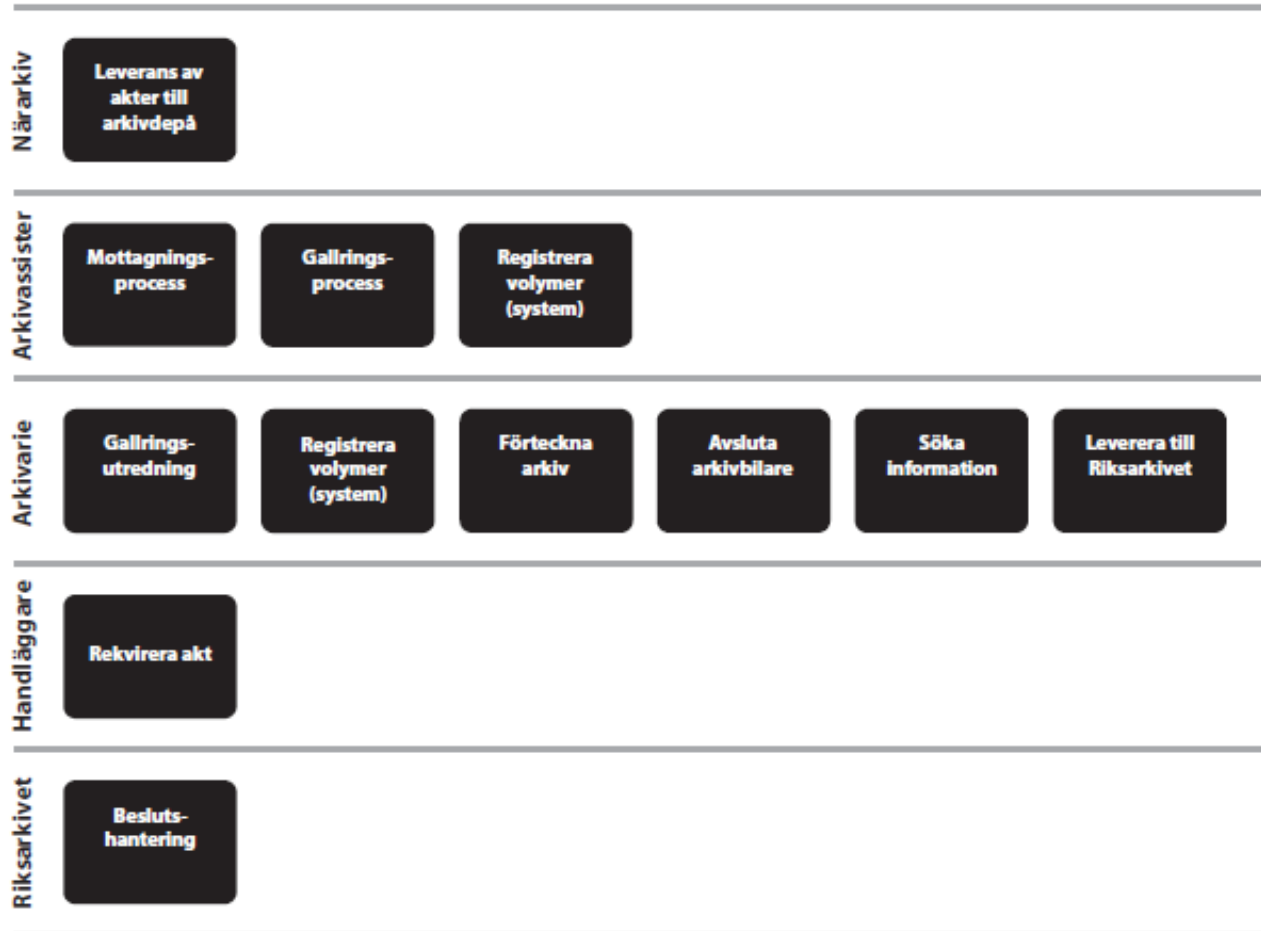 Närarkiv
Leverans av
akter till
arkivdepå
Arkivassister
Mottagnings-
process
Gallrings-
process
Registrera
volymer
(system)
Arkivarie
Gallrings-
utredning
Registrera
volymer
(system)
Förteckna
arkiv
Avsluta
arkivbilare
Söka
information
Leverera till
Riksarkivet
Handläggare
Rekvirera akt
Riksarkivet
Besluts-
hantering